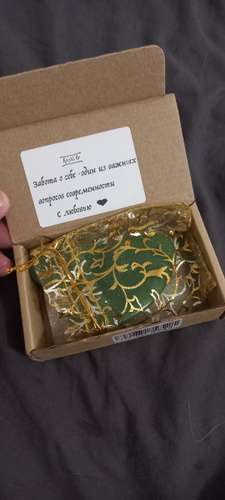 Забота о себе - один из важных
вопросов современности
с любовью